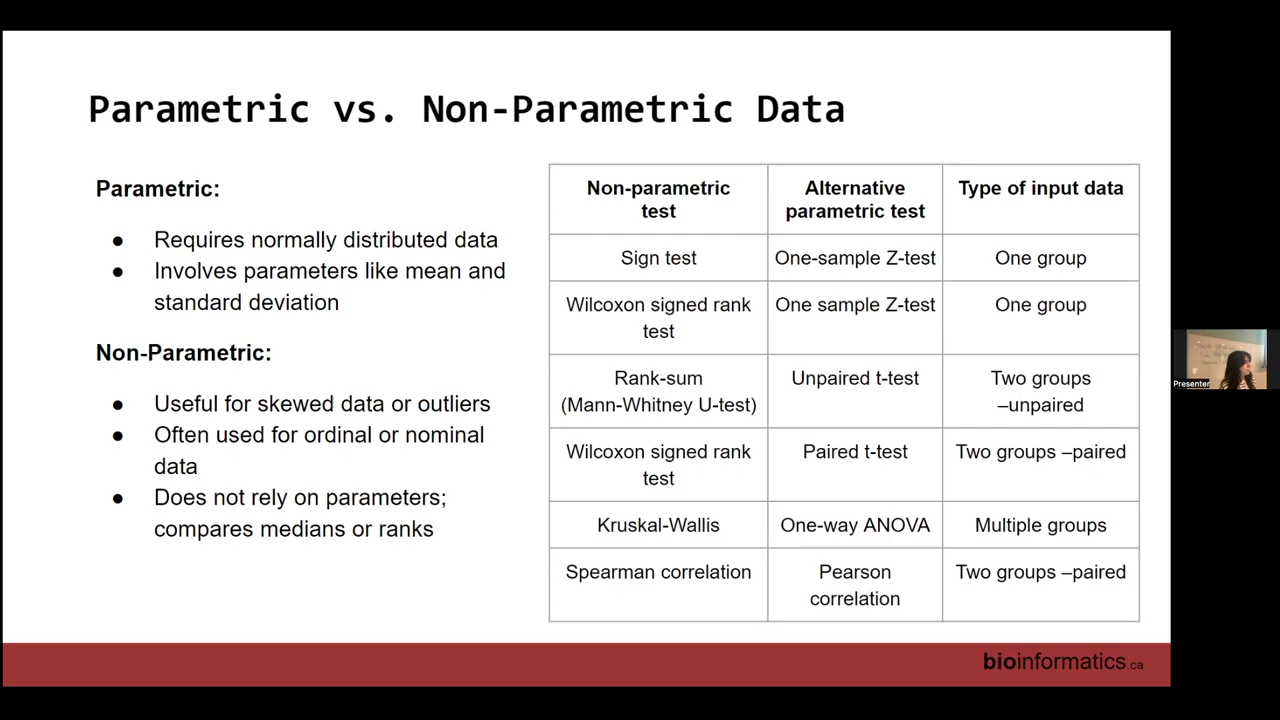 Parametric vs. Non-Parametric Data
Parametric:
● Requires normally distributed data
● Involves parameters like mean and
standard deviation
Non-Parametric:
● Useful for skewed data or outliers
● Often used for ordinal or nominal
data
● Does not rely on parameters;
compares medians or ranks
Non-parametric
test
Alternative
parametric test
Type of input data
Sign test
One-sample Z-test
One group
Wilcoxon signed rank
test
One sample Z-test
One group
Rank-sum
(Mann-Whitney U-test)
Unpaired t-test
Two groups
–unpaired
Wilcoxon signed rank
test
Paired t-test
Two groups –paired
Kruskal-Wallis
One-way ANOVA
Multiple groups
Spearman correlation
Pearson
correlation
Two groups –paired
bioinformatics.ca
Presenter